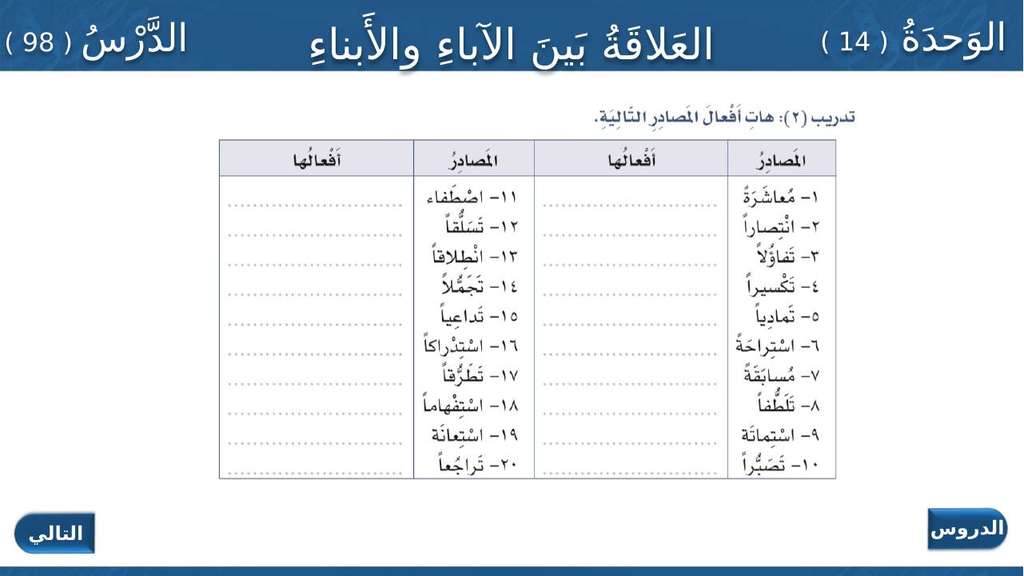 الوَحدَةُ ( 14 ) العَلاقَةُ بَينَ الآباءِ والأَبناءِ الدَّرْسُ ( 98 )
تدريب (٢): هاتِ أَفْعالَ المَصادِرِ التّالِيَةِ.
المَصادِرُ أَفْعالُها المَصادِرُ أَفْعالُها
١- مُعاشَرَةً ........................... ١١- اصْطَفاء ...........................
٢- انْتِصاراً ........................... ١٢- تَسَلُّقاً ...........................
٣- تَفاؤُلاً ........................... ١٣- انْطِلاقاً ...........................
٤- تَكْسيراً ........................... ١٤- تَجَمُّلاً ...........................
٥- تَمادِياً ........................... ١٥- تَداعِياً ...........................
٦- اسْتِراحَةً ........................... ١٦- اسْتِدْراكاً ...........................
٧- مُسابَقَةً ........................... ١٧- تَطَرُّقاً ...........................
٨- تَلَطُّفاً ........................... ١٨- اسْتِفْهاماً ...........................
٩- اسْتِماتَة ........................... ١٩- اسْتِعانَة ...........................
١٠- تَصَبُّراً ........................... ٢٠- تَراجُعاً ...........................
الدروس التالي